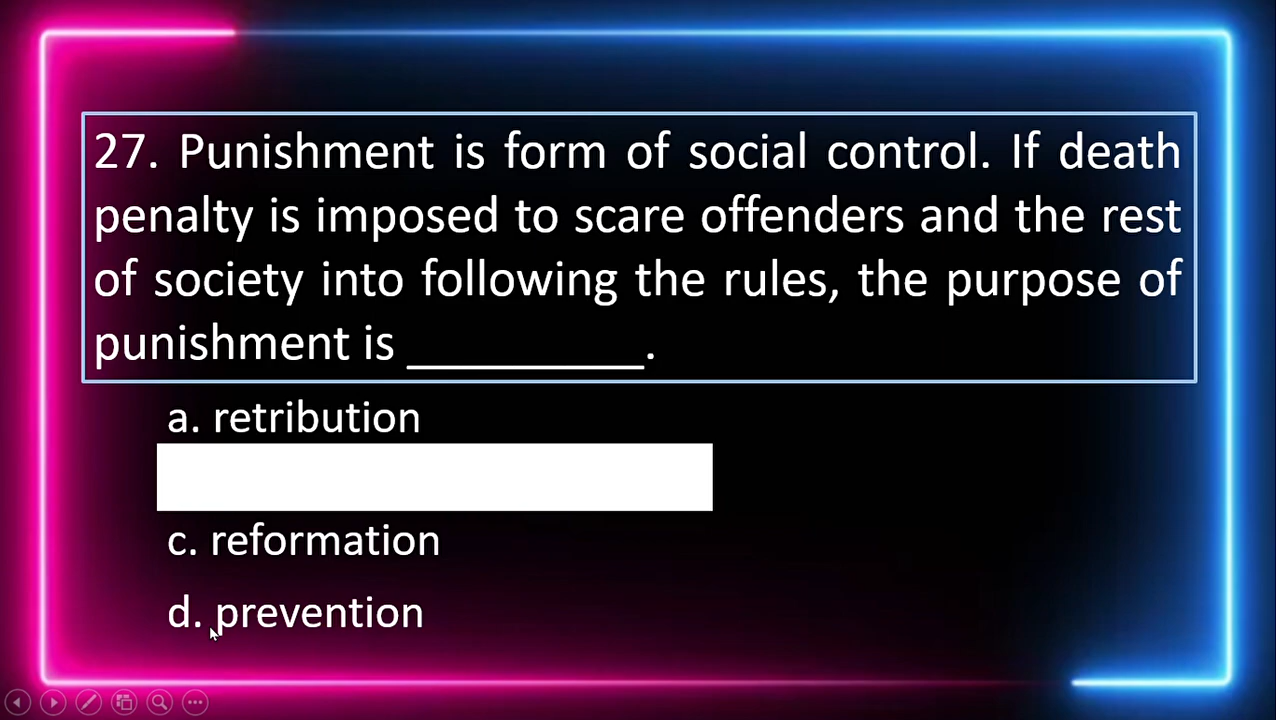 27. Punishment is form of social control. If death
penalty is imposed to scare offenders and the rest
of society into following the rules, the purpose of
punishment is __________.
a. retribution
c. reformation
d. prevention